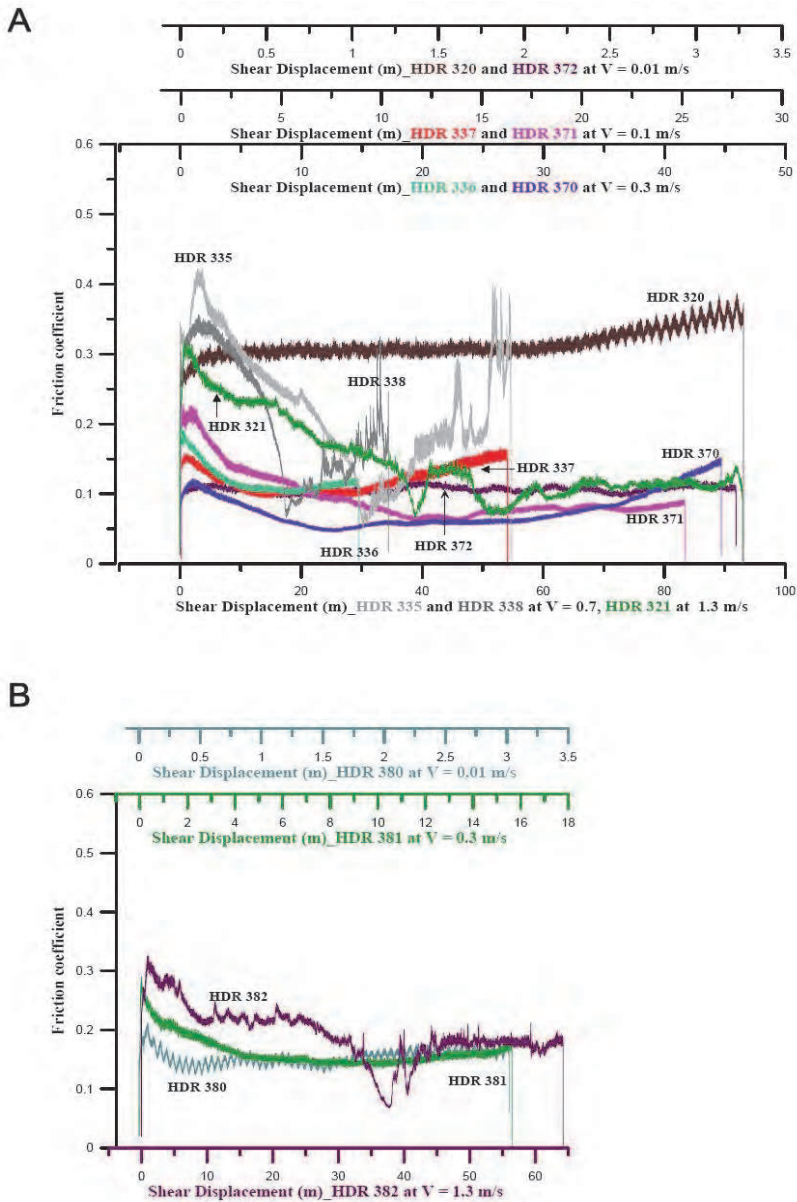 A
0 0.5 1 1.5 2 2.5 3 3.5
Shear Displacement (m)_HDR 320 and HDR 372 at V = 0.01 m/s
0 5 10 15 20 25 30
Shear Displacement (m)_HDR 337 and HDR 371 at V = 0.1 m/s
0 10 20 30 40 50
Shear Displacement (m)_HDR 336 and HDR 370 at V = 0.3 m/s
0.6
0.5
0.4
0.3
0.2
0.1
0
Friction coefficient
HDR 335
HDR 320
HDR 338
HDR 321
HDR 370
HDR 337
HDR 371
HDR 336
HDR 372
0 20 40 60 80 100
Shear Displacement (m)_HDR 335 and HDR 338 at V = 0.7, HDR 321 at 1.3 m/s
B
0 0.5 1 1.5 2 2.5 3 3.5
Shear Displacement (m)_HDR 380 at V = 0.01 m/s
0 2 4 6 8 10 12 14 16 18
Shear Displacement (m)_HDR 381 at V = 0.3 m/s
0.6
0.5
0.4
0.3
0.2
0.1
0
Friction coefficient
HDR 382
HDR 380
HDR 381
0 10 20 30 40 50 60
Shear Displacement (m)_HDR 382 at V = 1.3 m/s